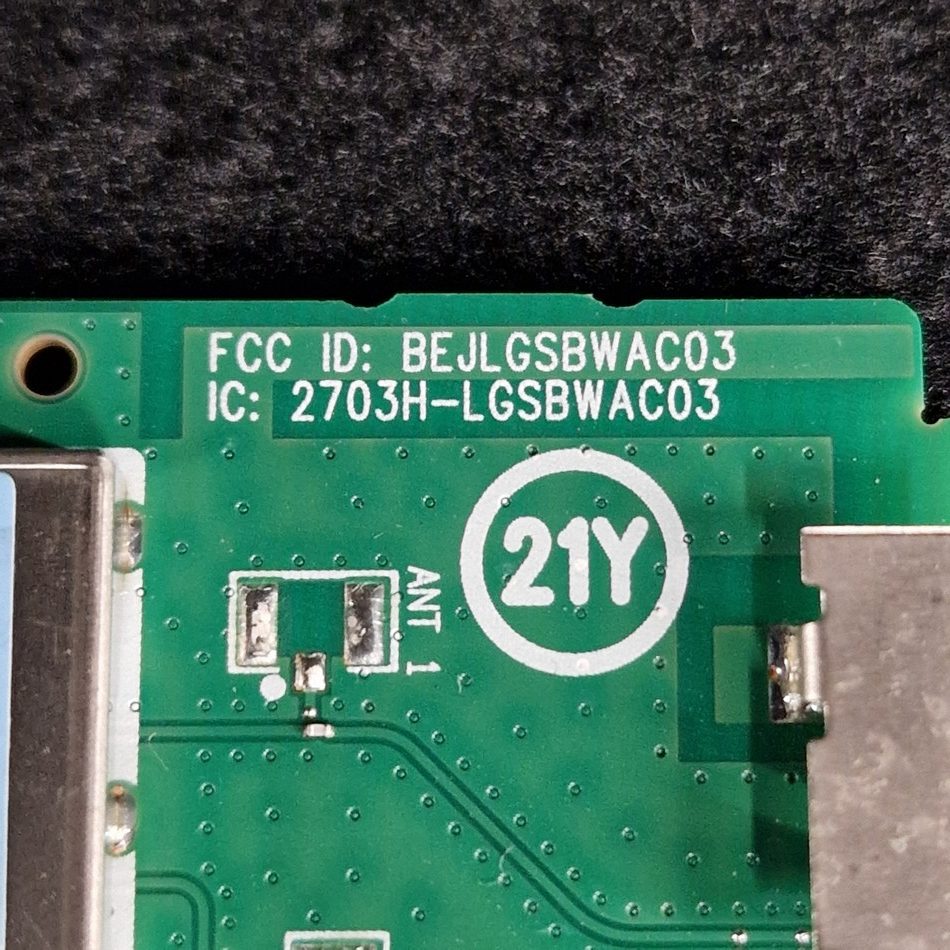 FCC ID: BEJLGSBWAC03
IC: 2703H-LGSBWAC03
21Y
ANT 1